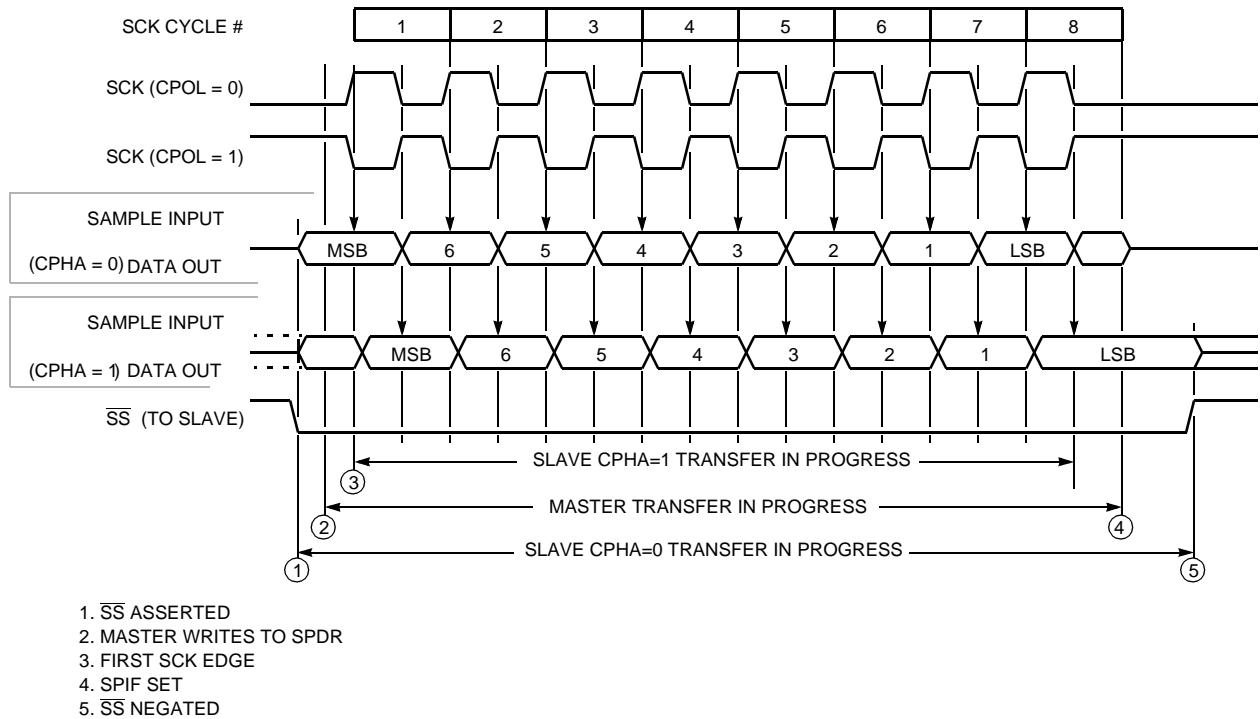 SCK CYCLE # 1 2 3 4 5 6 7 8
SCK (CPOL = 0)
SCK (CPOL = 1)
SAMPLE INPUT
MSB 6 5 4 3 2 1 LSB
(CPHA = 0) DATA OUT
SAMPLE INPUT
MSB 6 5 4 3 2 1 LSB
(CPHA = 1) DATA OUT
SS (TO SLAVE)
SLAVE CPHA=1 TRANSFER IN PROGRESS
3
MASTER TRANSFER IN PROGRESS
2 4
SLAVE CPHA=0 TRANSFER IN PROGRESS
1 5
1. SS ASSERTED
2. MASTER WRITES TO SPDR
3. FIRST SCK EDGE
4. SPIF SET
5. SS NEGATED